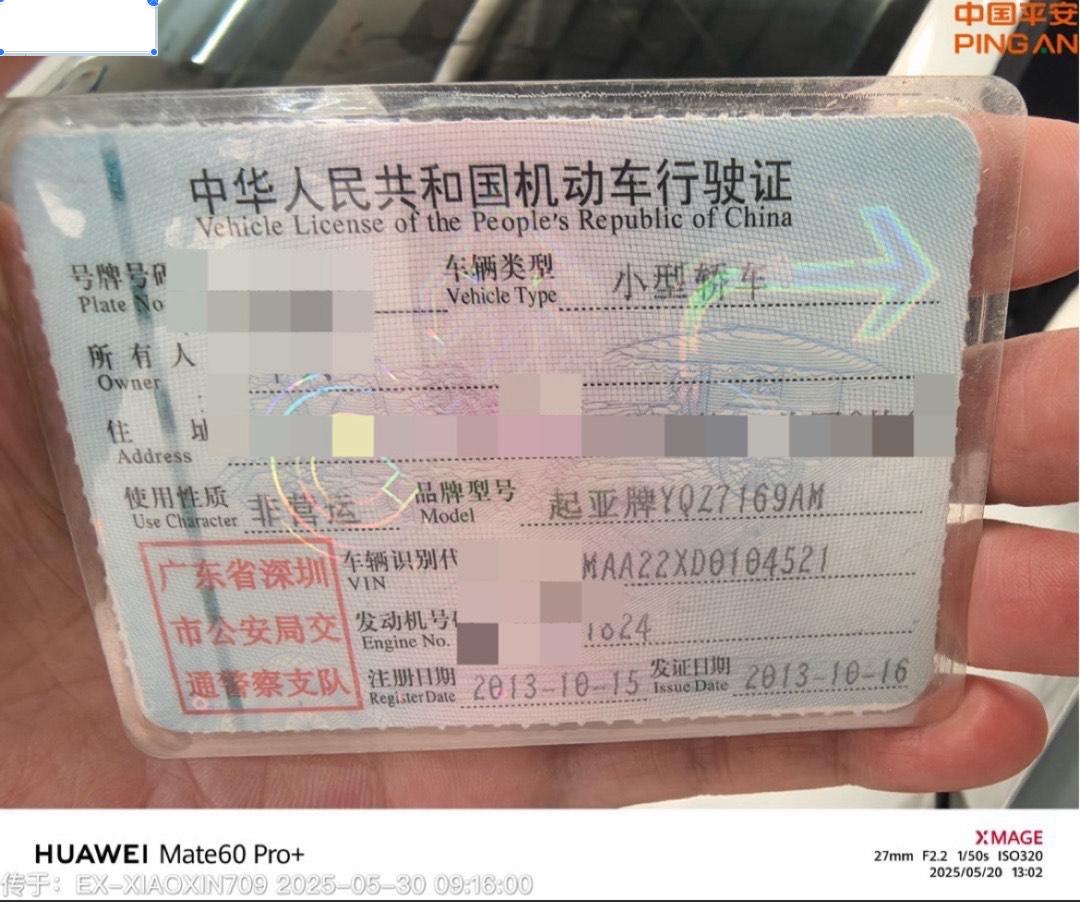 中国平安
PING AN
中华人民共和国机动车行驶证
Vehicle License of the People's Republic of China
号牌号码 车辆类型 小型轿车
Plate No Vehicle Type
所有人
Owner
住址
Address
使用性质 非营运 品牌型号 起亚牌YQZ7169AM
Use Character Model
广东省深圳 车辆识别代 MAA22XD0104521
VIN
市公安局交 发动机号 1024
Engine No.
通警察支队 注册日期 2013-10-15 发证日期 2013-10-16
Register Date Issue Date
HUAWEI Mate60 Pro+
XMAGE
27mm F2.2 1/50s ISO320
2025/05/20 13:02
传于：EX-XIAOXIN709 2025-05-30 09:16:00